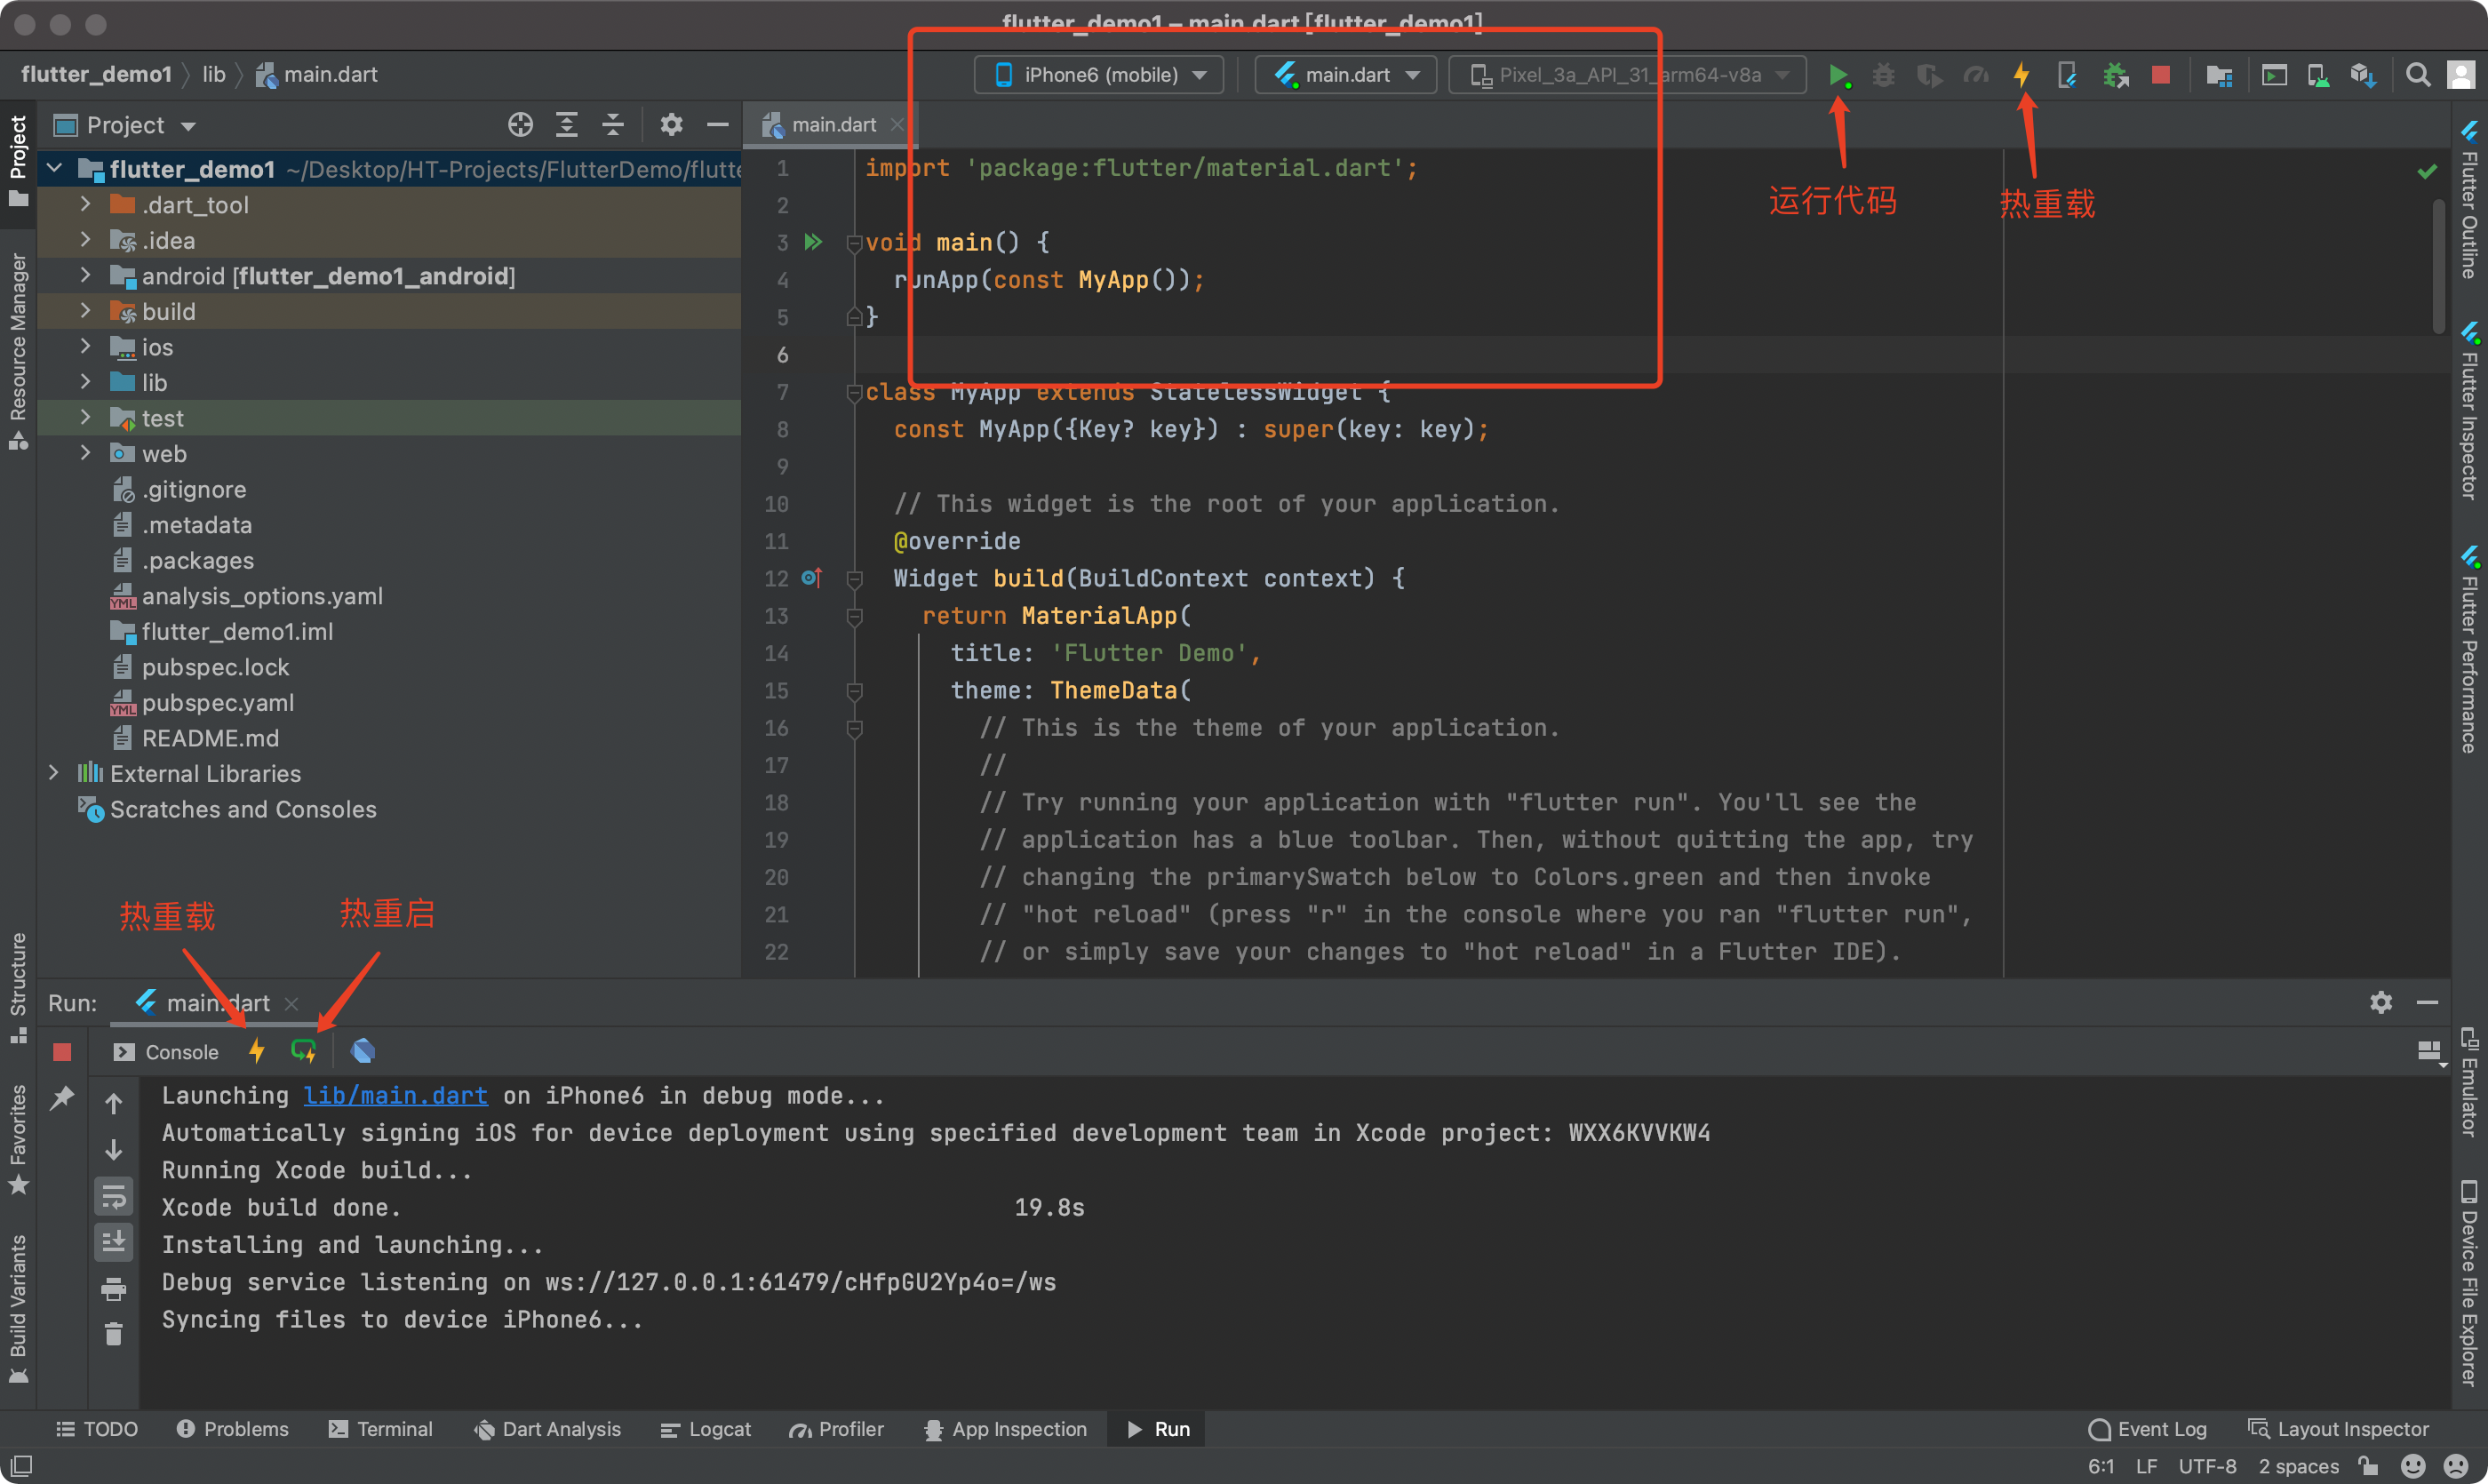 flutter_demo1 – main.dart [flutter_demo1]
flutter_demo1 lib main.dart
iPhone6 (mobile) main.dart Pixel_3a_API_31_arm64-v8a
Project
main.dart
运行代码
热重载
flutter_demo1 ~/Desktop/HT-Projects/FlutterDemo/flutte
.dart_tool
.idea
android [flutter_demo1_android]
build
ios
lib
test
web
.gitignore
.metadata
.packages
analysis_options.yaml
flutter_demo1.iml
pubspec.lock
pubspec.yaml
README.md
External Libraries
Scratches and Consoles
热重载
热重启
1 import 'package:flutter/material.dart';
2
3 void main() {
4 runApp(const MyApp());
5 }
6
7 class MyApp extends StatelessWidget {
8 const MyApp({Key? key}) : super(key: key);
9
10 // This widget is the root of your application.
11 @override
12 Widget build(BuildContext context) {
13 return MaterialApp(
14 title: 'Flutter Demo',
15 theme: ThemeData(
16 // This is the theme of your application.
17 //
18 // Try running your application with "flutter run". You'll see the
19 // application has a blue toolbar. Then, without quitting the app, try
20 // changing the primarySwatch below to Colors.green and then invoke
21 // "hot reload" (press "r" in the console where you ran "flutter run",
22 // or simply save your changes to "hot reload" in a Flutter IDE).
Project
Resource Manager
Structure
Favorites
Build Variants
Flutter Outline
Flutter Inspector
Flutter Performance
Emulator
Device File Explorer
Run: main.dart
Console
Launching lib/main.dart on iPhone6 in debug mode...
Automatically signing iOS for device deployment using specified development team in Xcode project: WXX6KVVKW4
Running Xcode build...
Xcode build done. 19.8s
Installing and launching...
Debug service listening on ws://127.0.0.1:61479/cHfpGU2Yp4o=/ws
Syncing files to device iPhone6...
TODO Problems Terminal Dart Analysis Logcat Profiler App Inspection Run Event Log Layout Inspector
6:1 LF UTF-8 2 spaces